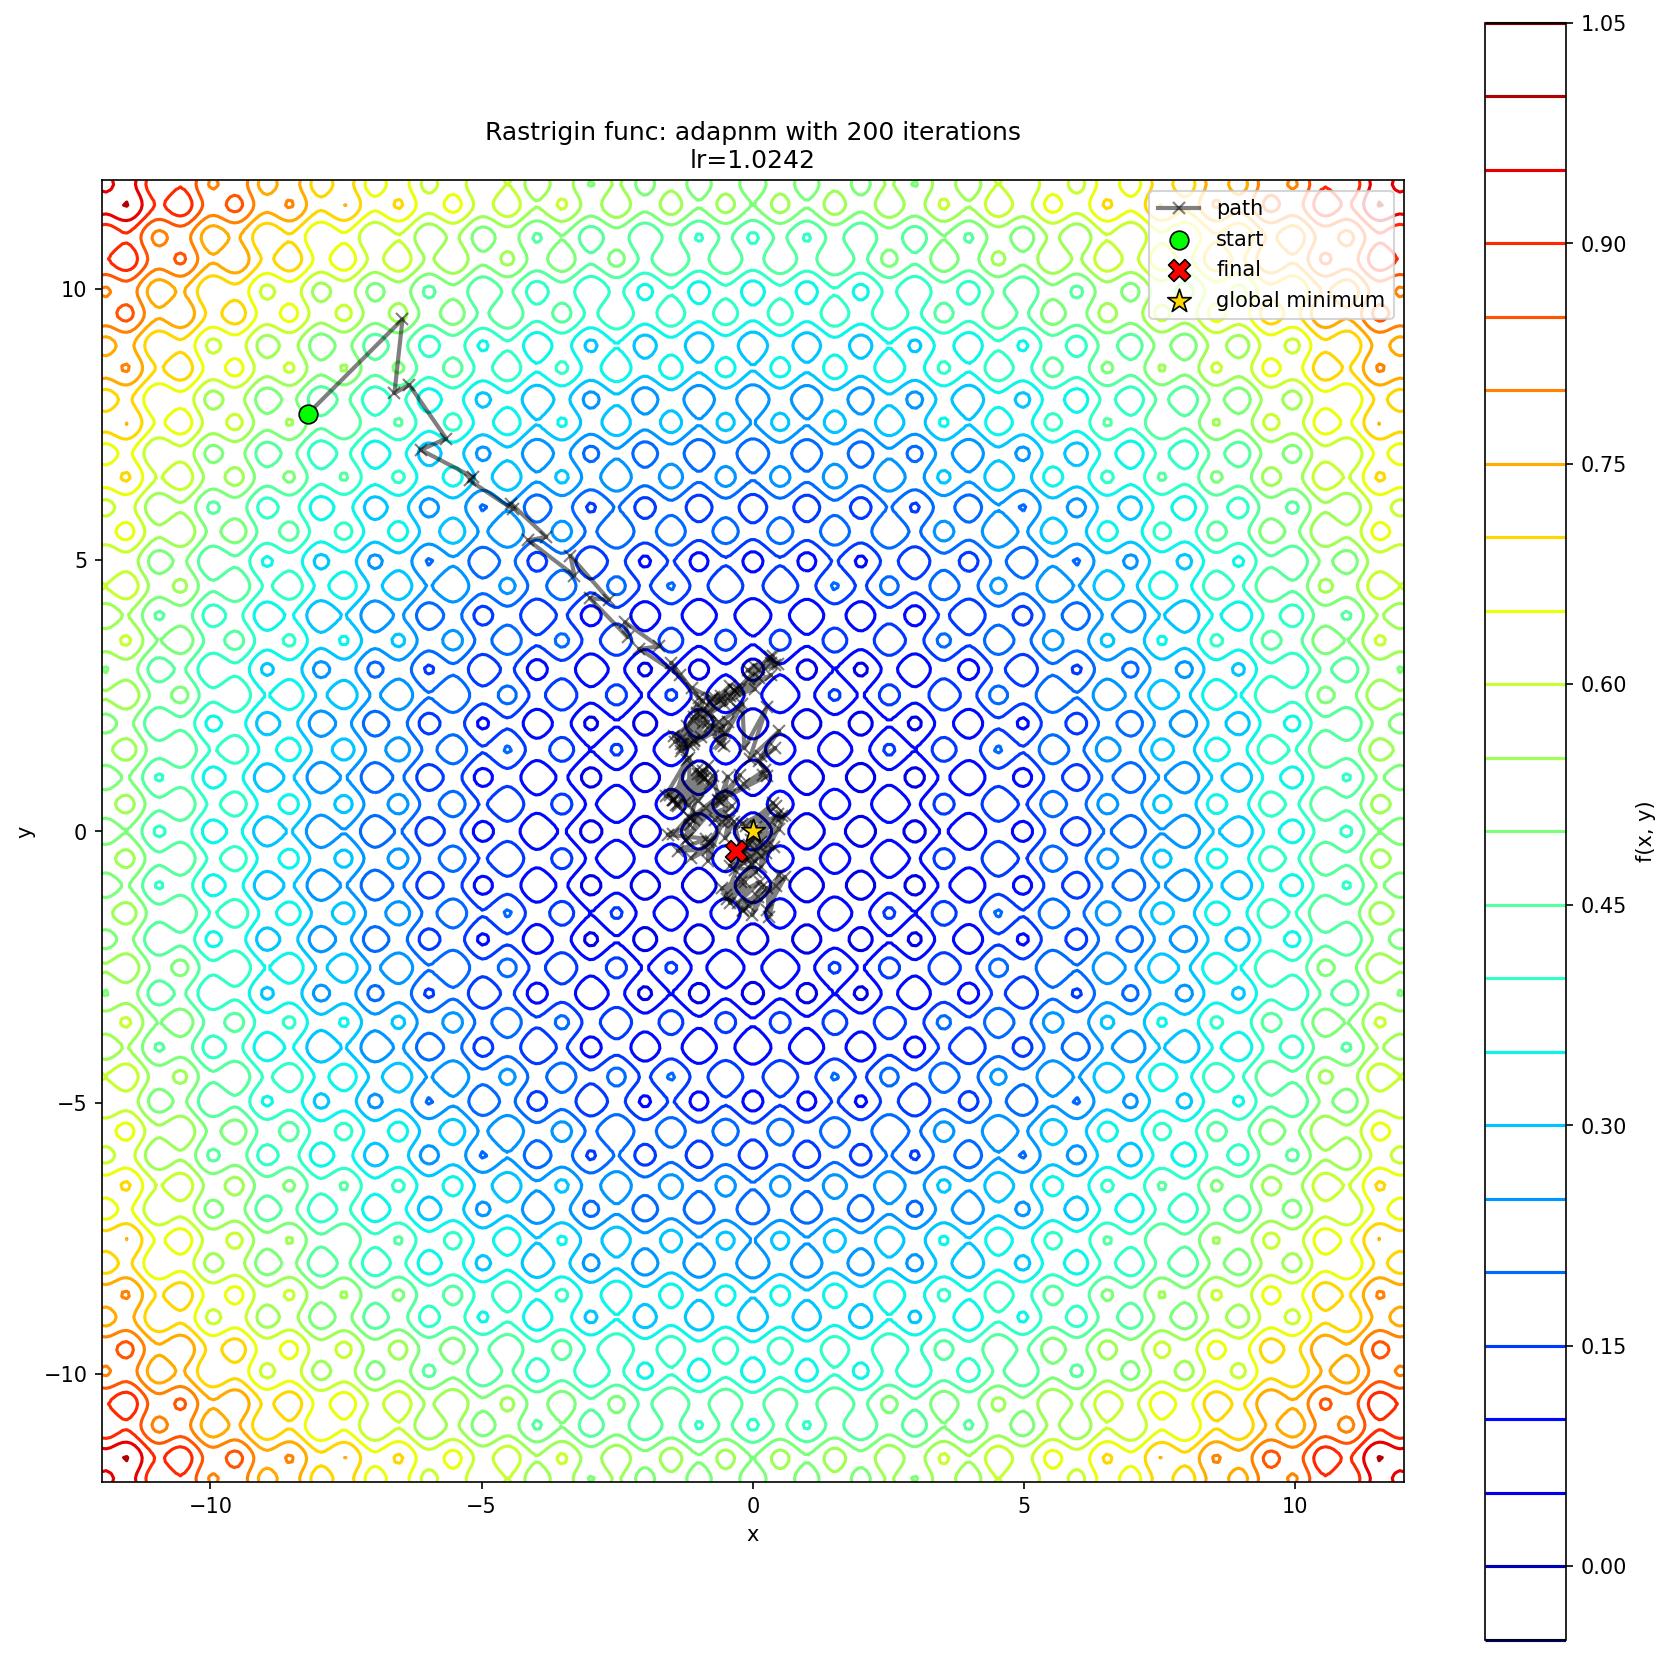 Rastrigin func: adapnm with 200 iterations
lr=1.0242
path
start
final
global minimum
10
5
0
−5
−10
y
−10
−5
0
5
10
x
1.05
0.90
0.75
0.60
0.45
0.30
0.15
0.00
f(x, y)